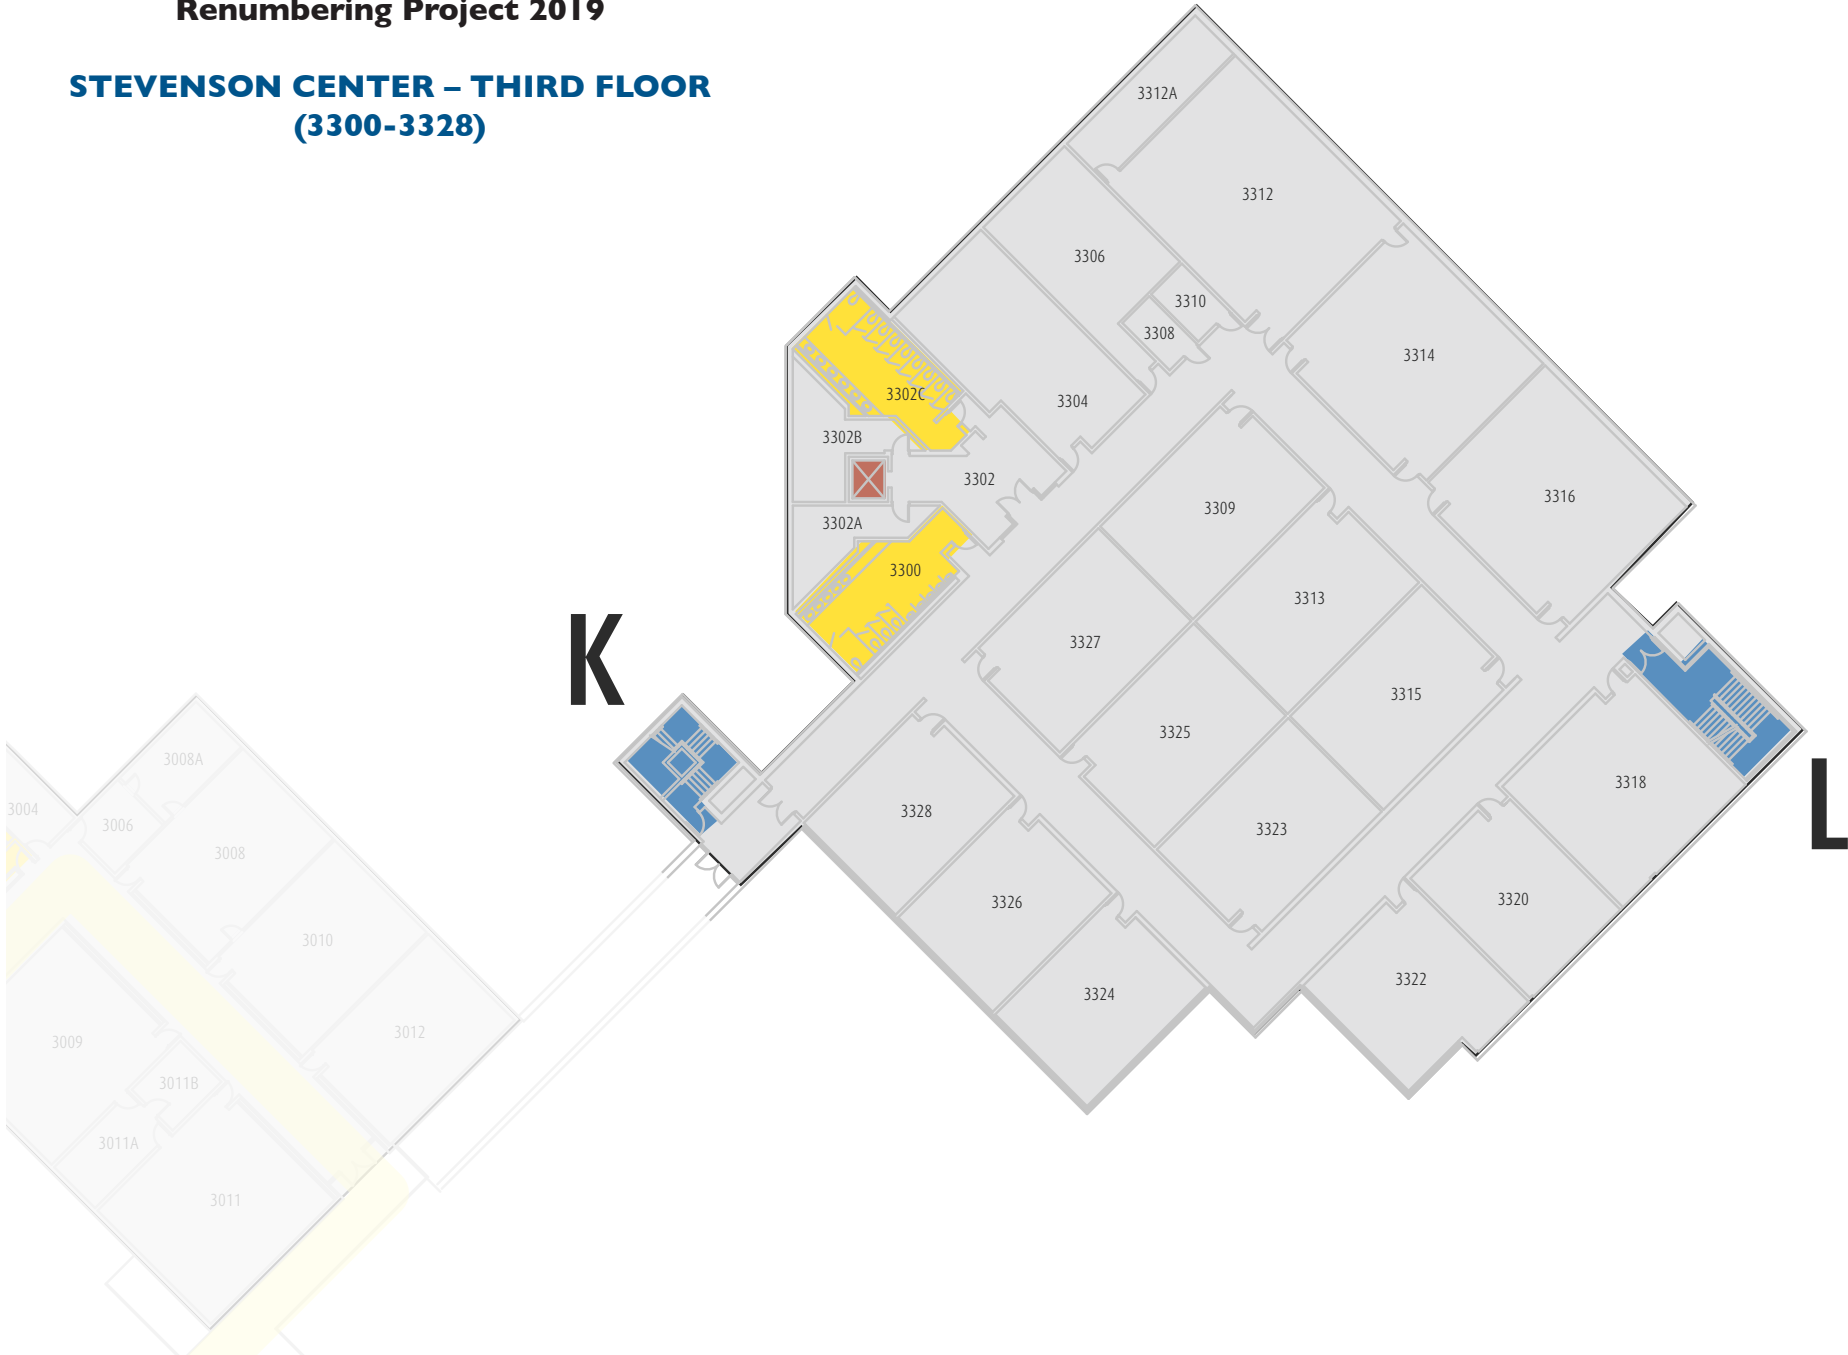 Renumbering Project 2019
STEVENSON CENTER – THIRD FLOOR
(3300-3328)
3312A
3312
3306
3310
3308
3314
3302C
3304
3302B
3302
3316
3309
3302A
3300
3313
K
3327
3315
3325
3008A
3318
L
3004
3006
3328
3323
3008
3326
3320
3010
3322
3324
3012
3009
3011B
3011A
3011